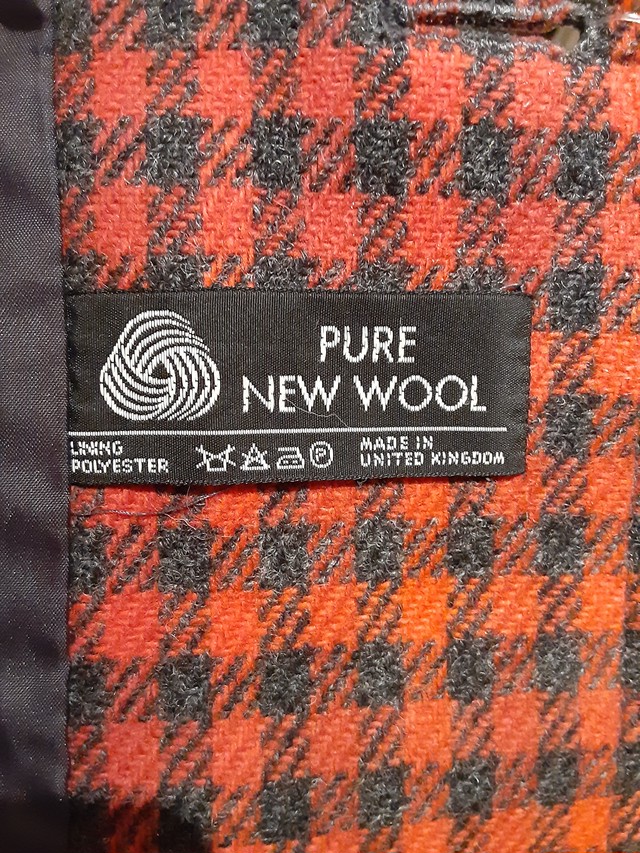 PURE
NEW WOOL
LINING
POLYESTER
P
MADE IN
UNITED KINGDOM